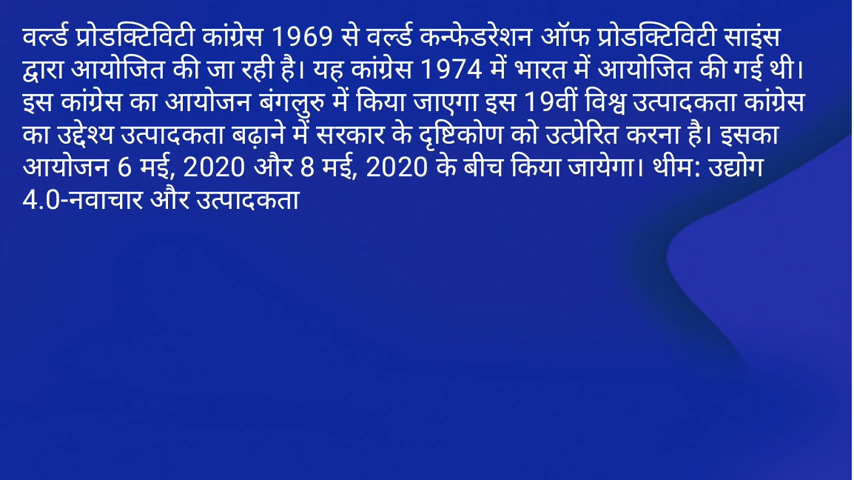 वर्ल्ड प्रोडक्टिविटी कांग्रेस 1969 से वर्ल्ड कन्फेडरेशन ऑफ प्रोडक्टिविटी साइंस
द्वारा आयोजित की जा रही है। यह कांग्रेस 1974 में भारत में आयोजित की गई थी।
इस कांग्रेस का आयोजन बंगलुरु में किया जाएगा इस 19वीं विश्व उत्पादकता कांग्रेस
का उद्देश्य उत्पादकता बढ़ाने में सरकार के दृष्टिकोण को उत्प्रेरित करना है। इसका
आयोजन 6 मई, 2020 और 8 मई, 2020 के बीच किया जायेगा। थीम: उद्योग
4.0-नवाचार और उत्पादकता